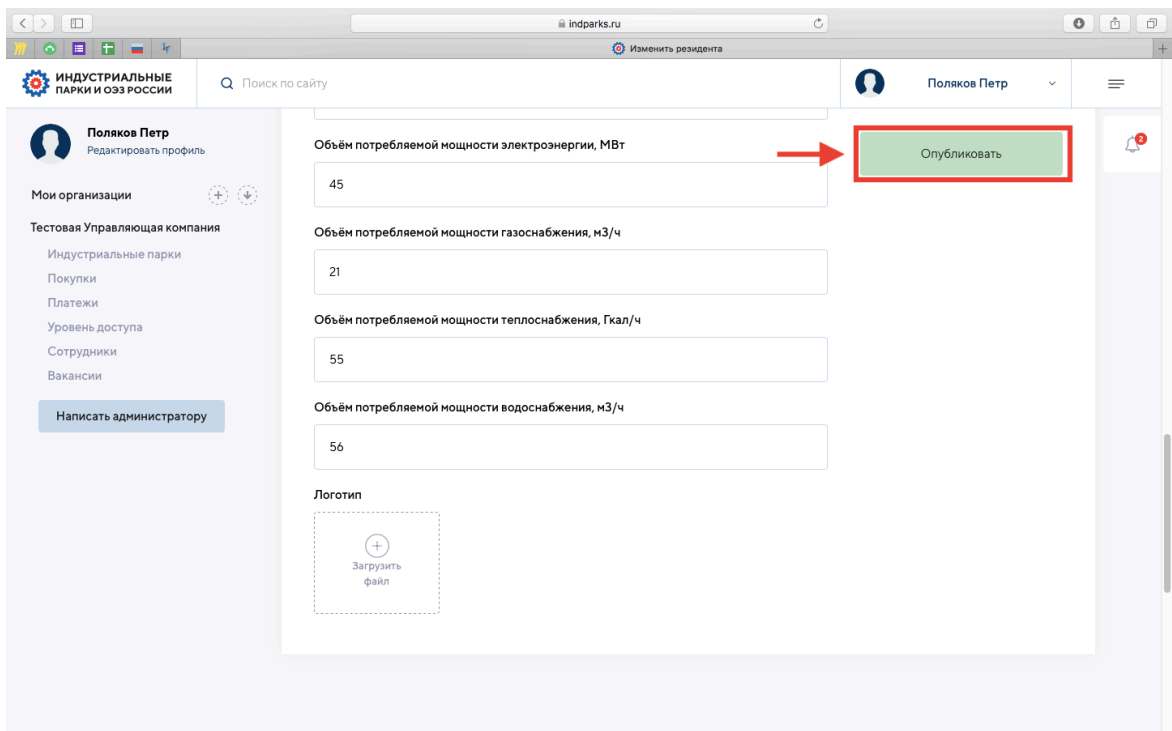 indparks.ru
Изменить резидента
ИНДУСТРИАЛЬНЫЕ
ПАРКИ И ОЭЗ РОССИИ
Поиск по сайту
Поляков Петр
Поляков Петр
Редактировать профиль
Мои организации
Тестовая Управляющая компания
Индустриальные парки
Покупки
Платежи
Уровень доступа
Сотрудники
Вакансии
Написать администратору
Объём потребляемой мощности электроэнергии, МВт
45
Объём потребляемой мощности газоснабжения, м3/ч
21
Объём потребляемой мощности теплоснабжения, Гкал/ч
55
Объём потребляемой мощности водоснабжения, м3/ч
56
Логотип
Загрузить
файл
Опубликовать
2